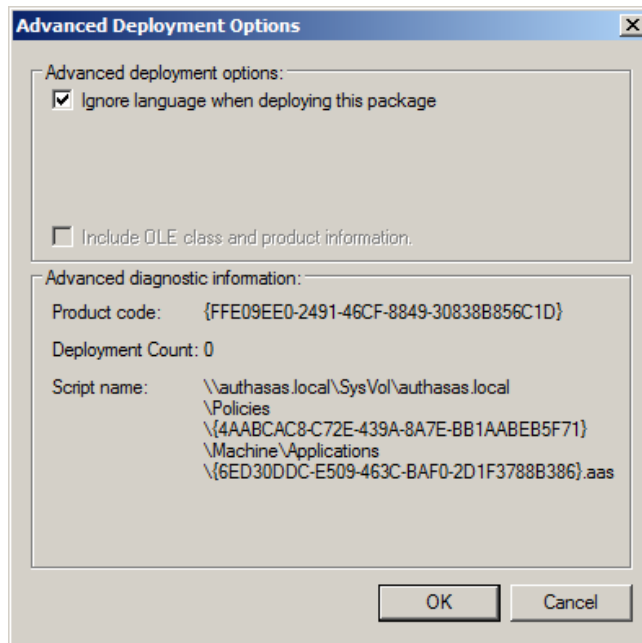 Advanced Deployment Options
Advanced deployment options:
Ignore language when deploying this package
Include OLE class and product information.
Advanced diagnostic information:
Product code: {FFE09EE0-2491-46CF-8849-30838B856C1D}
Deployment Count: 0
Script name: \\authasas.local\SysVol\authasas.local
\Policies
\{4AABCAC8-C72E-439A-8A7E-BB1AABEB5F71}
\Machine\Applications
\{6ED30DDC-E509-463C-BAF0-2D1F3788B386}.aas
OK Cancel